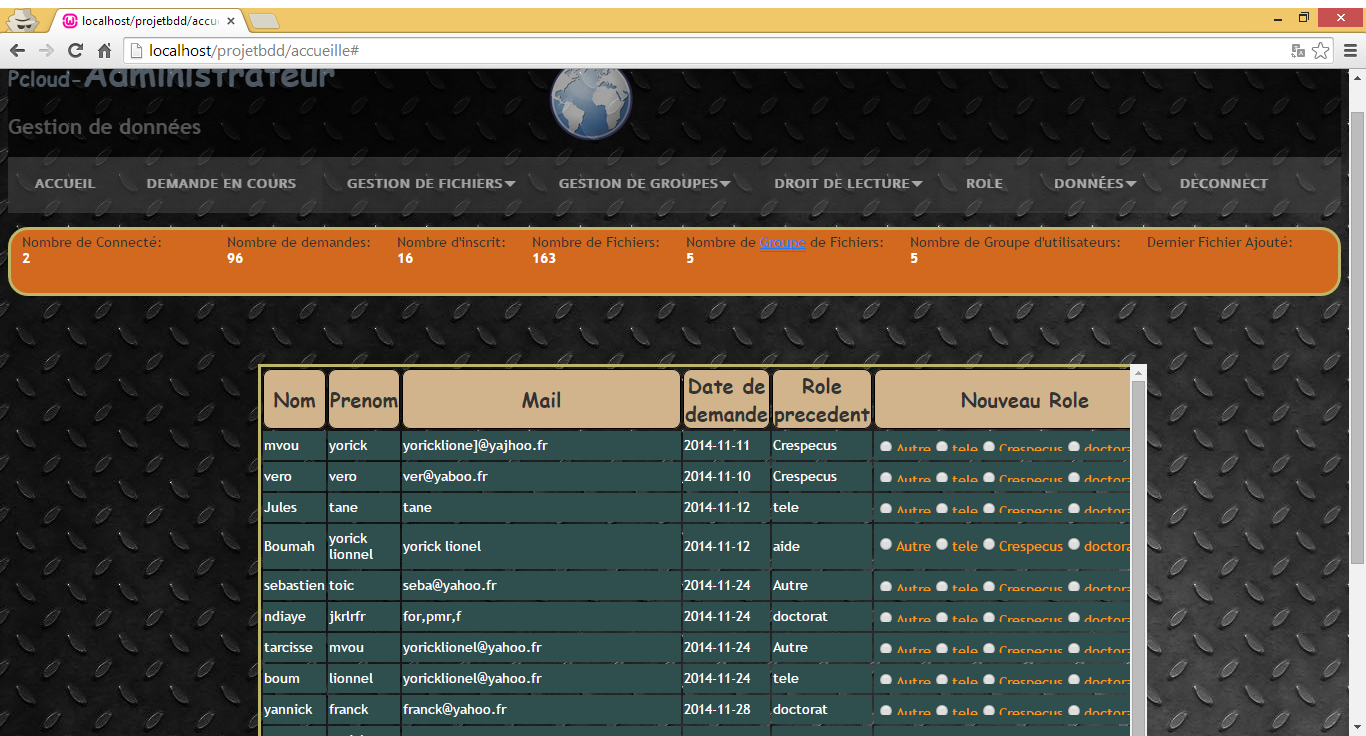 localhost/projetbdd/accu
localhost/projetbdd/accueille#
Pcloud-Administrateur
Gestion de données
ACCUEIL DEMANDE EN COURS GESTION DE FICHIERS GESTION DE GROUPES DROIT DE LECTURE ROLE DONNÉES DECONNECT
Nombre de Connecté: Nombre de demandes: Nombre d'inscrit: Nombre de Fichiers: Nombre de Groupe de Fichiers: Nombre de Groupe d'utilisateurs: Dernier Fichier Ajouté:
2 96 16 163 5 5
Nom Prenom Mail Date de demande Role precedent Nouveau Role
mvou yorick yoricklione]@yajhoo.fr 2014-11-11 Crespecus Autre tele Crespecus doctora
vero vero ver@yaboo.fr 2014-11-10 Crespecus Autre tele Crespecus doctora
Jules tane tane 2014-11-12 tele Autre tele Crespecus doctora
Boumah yorick lionnel yorick lionel 2014-11-12 aide Autre tele Crespecus doctora
sebastien toic seba@yahoo.fr 2014-11-24 Autre Autre tele Crespecus doctora
ndiaye jkrlrfr for,pmr,f 2014-11-24 doctorat Autre tele Crespecus doctora
tarcisse mvou yoricklionel@yahoo.fr 2014-11-24 Autre Autre tele Crespecus doctora
boum lionnel yoricklionel@yahoo.fr 2014-11-24 tele Autre tele Crespecus doctora
yannick franck franck@yahoo.fr 2014-11-28 doctorat Autre tele Crespecus doctora